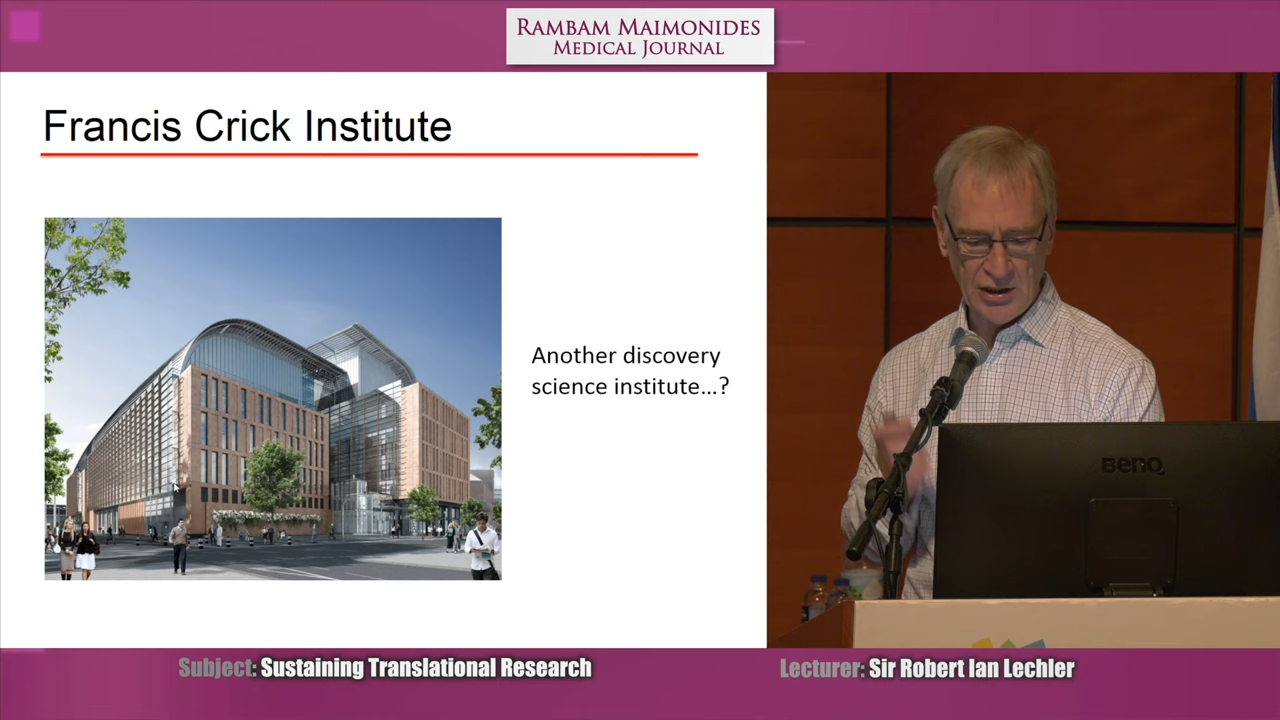 RAMBAM MAIMONIDES
MEDICAL JOURNAL
Francis Crick Institute
Another discovery
science institute...?
BenQ
Subject: Sustaining Translational Research
Lecturer: Sir Robert Ian Lechler